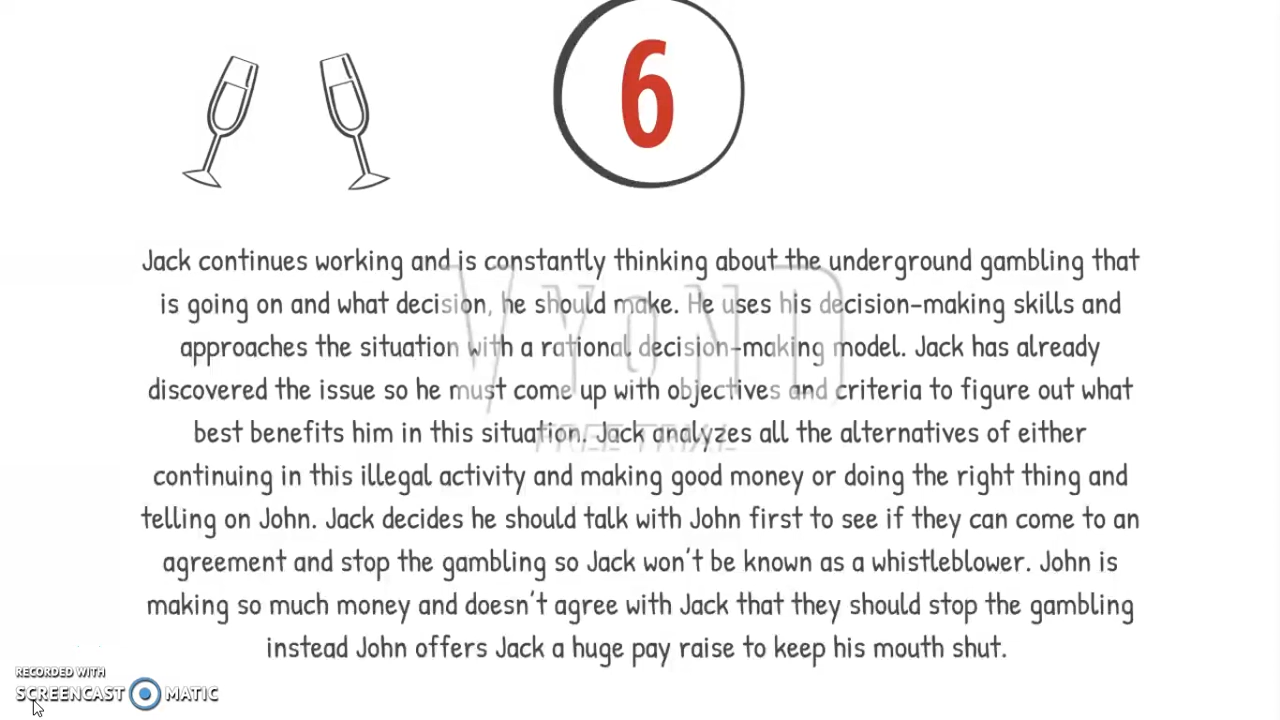 6
Jack continues working and is constantly thinking about the underground gambling that
is going on and what decision, he should make. He uses his decision-making skills and
approaches the situation with a rational decision-making model. Jack has already
discovered the issue so he must come up with objectives and criteria to figure out what
best benefits him in this situation. Jack analyzes all the alternatives of either
continuing in this illegal activity and making good money or doing the right thing and
telling on John. Jack decides he should talk with John first to see if they can come to an
agreement and stop the gambling so Jack won't be known as a whistleblower. John is
making so much money and doesn't agree with Jack that they should stop the gambling
instead John offers Jack a huge pay raise to keep his mouth shut.
VYOND
FREE TRIAL
RECORDED WITH
SCREENCAST MATIC